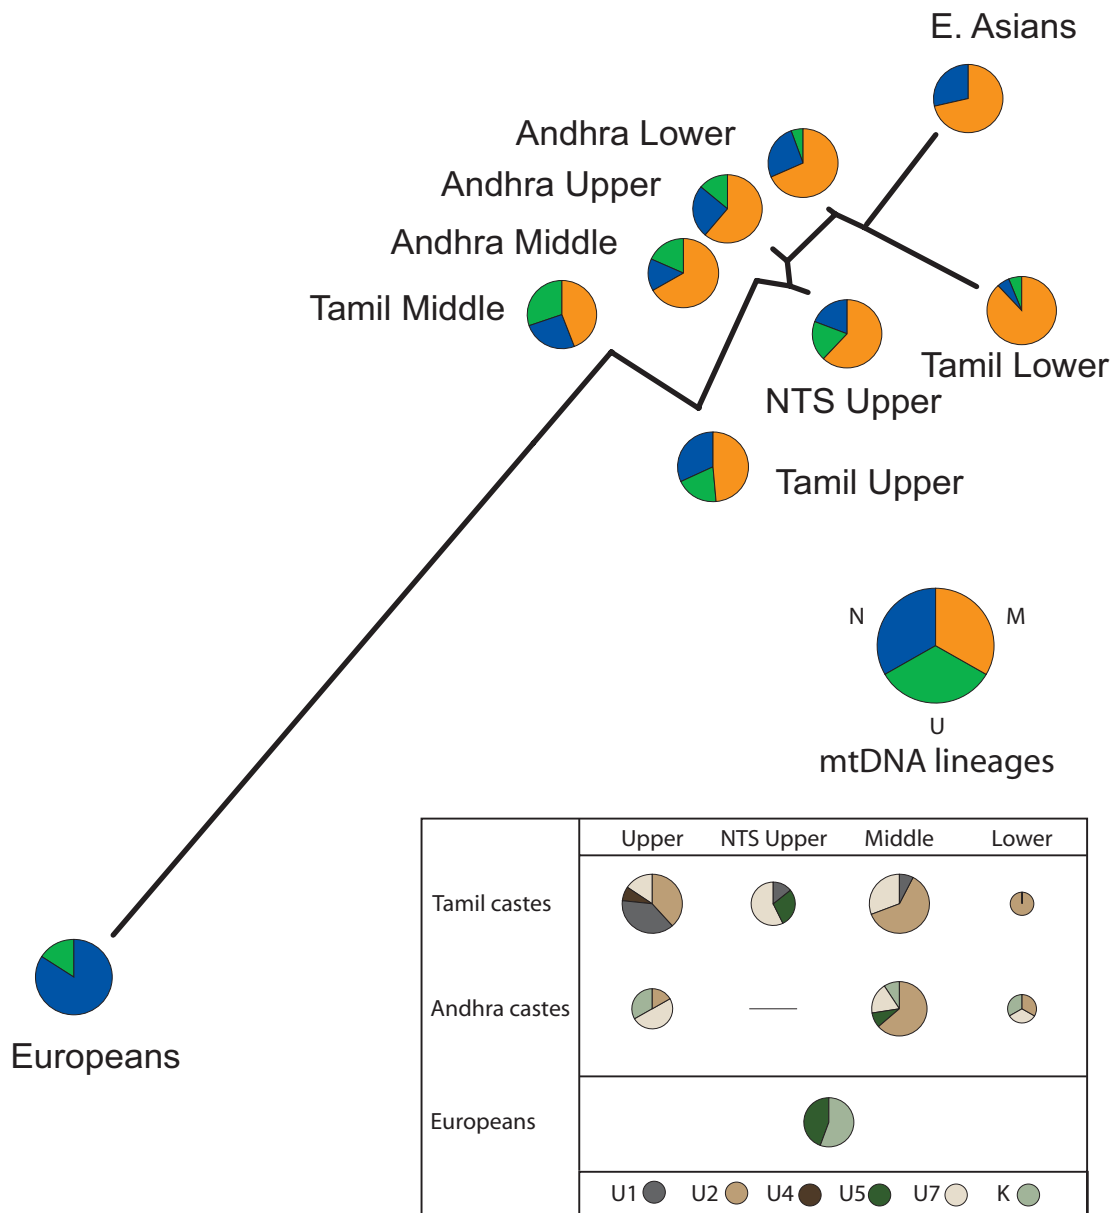 E. Asians
Andhra Lower
Andhra Upper
Andhra Middle
Tamil Middle
Tamil Lower
NTS Upper
Tamil Upper
N
M
U
mtDNA lineages
Europeans
Upper NTS Upper Middle Lower
Tamil castes
Andhra castes
Europeans
U1 U2 U4 U5 U7 K